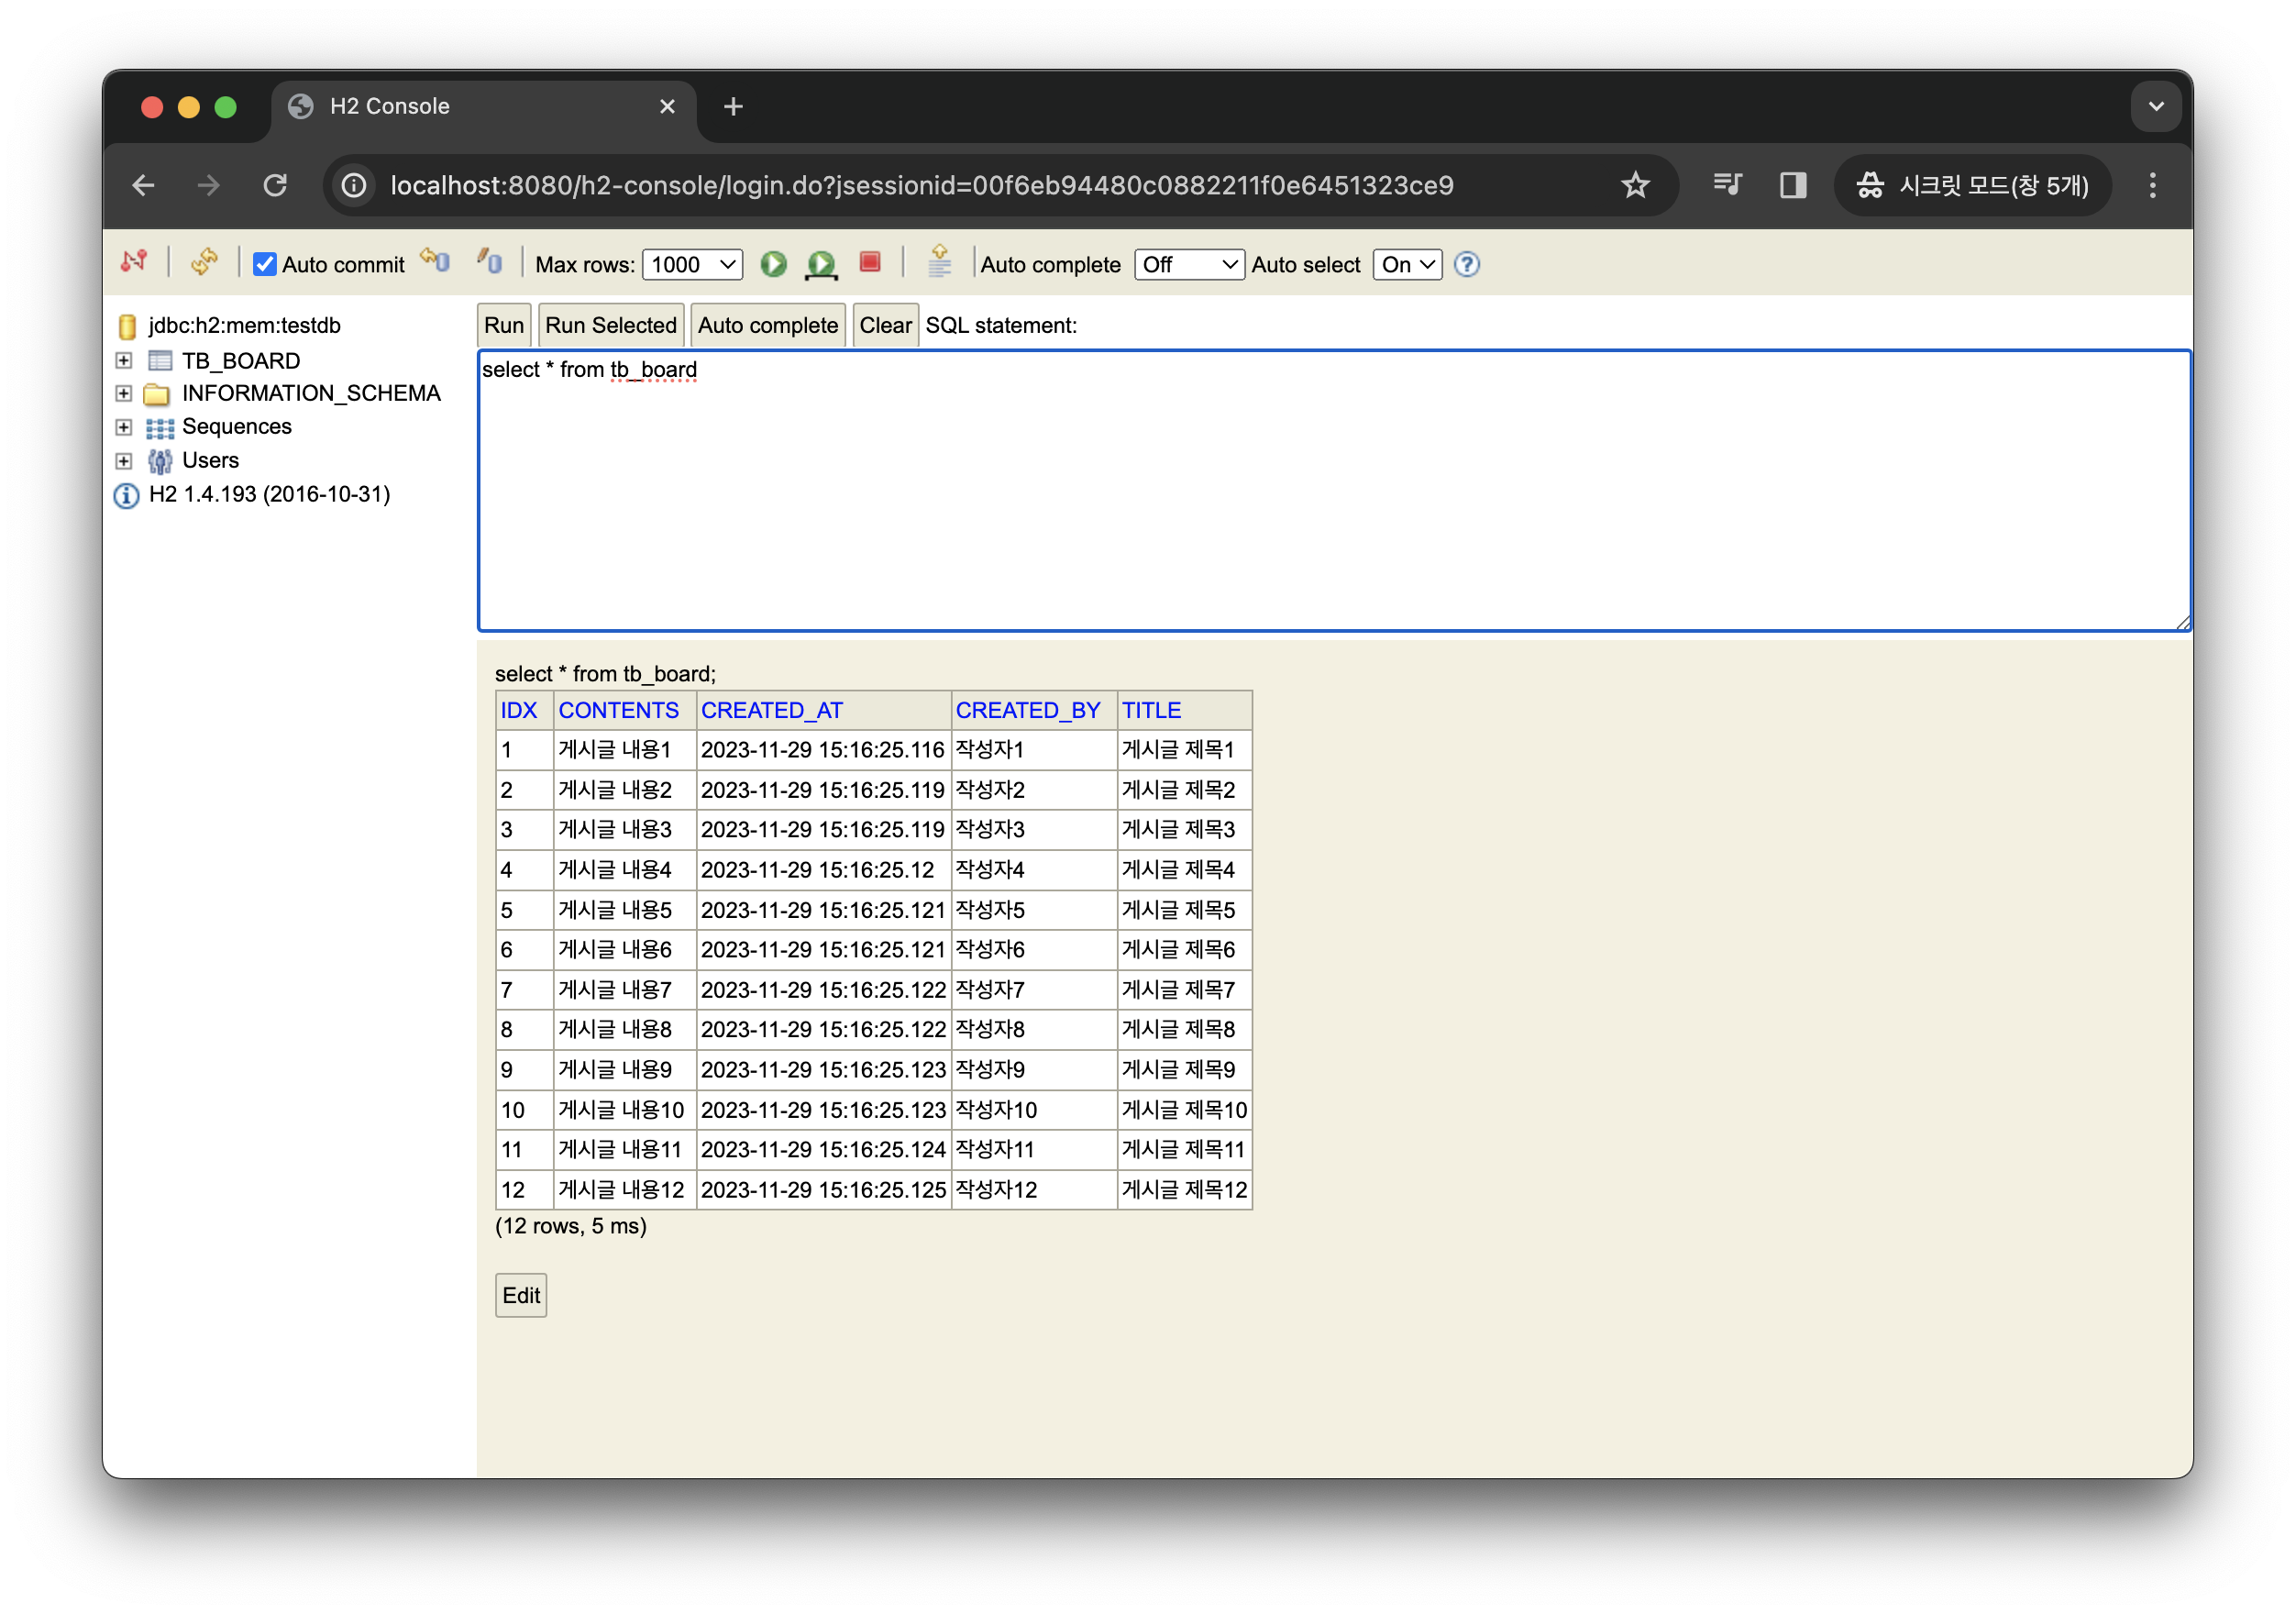 H2 Console
localhost:8080/h2-console/login.do?jsessionid=00f6eb94480c0882211f0e6451323ce9
시크릿 모드(창 5개)
Auto commit Max rows: 1000 Auto complete Off Auto select On
jdbc:h2:mem:testdb
TB_BOARD
INFORMATION_SCHEMA
Sequences
Users
H2 1.4.193 (2016-10-31)
Run Run Selected Auto complete Clear SQL statement:
select * from tb_board
select * from tb_board;
IDX CONTENTS CREATED_AT CREATED_BY TITLE
1 게시글 내용1 2023-11-29 15:16:25.116 작성자1 게시글 제목1
2 게시글 내용2 2023-11-29 15:16:25.119 작성자2 게시글 제목2
3 게시글 내용3 2023-11-29 15:16:25.119 작성자3 게시글 제목3
4 게시글 내용4 2023-11-29 15:16:25.12 작성자4 게시글 제목4
5 게시글 내용5 2023-11-29 15:16:25.121 작성자5 게시글 제목5
6 게시글 내용6 2023-11-29 15:16:25.121 작성자6 게시글 제목6
7 게시글 내용7 2023-11-29 15:16:25.122 작성자7 게시글 제목7
8 게시글 내용8 2023-11-29 15:16:25.122 작성자8 게시글 제목8
9 게시글 내용9 2023-11-29 15:16:25.123 작성자9 게시글 제목9
10 게시글 내용10 2023-11-29 15:16:25.123 작성자10 게시글 제목10
11 게시글 내용11 2023-11-29 15:16:25.124 작성자11 게시글 제목11
12 게시글 내용12 2023-11-29 15:16:25.125 작성자12 게시글 제목12
(12 rows, 5 ms)
Edit